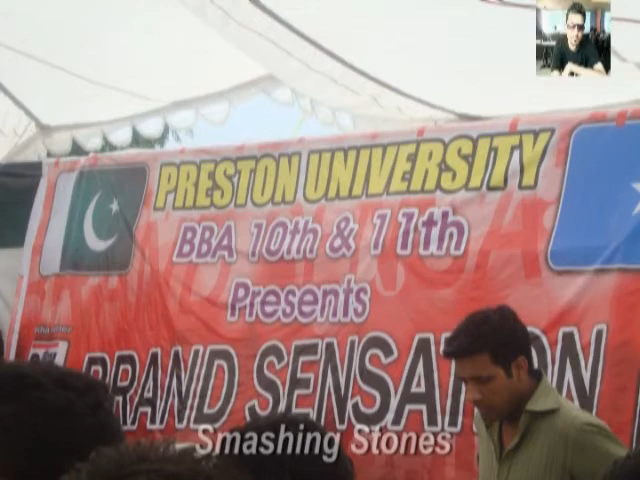 PRESTON UNIVERSITY
BBA 10th & 11th
Presents
BRAND SENSATION
Smashing Stones